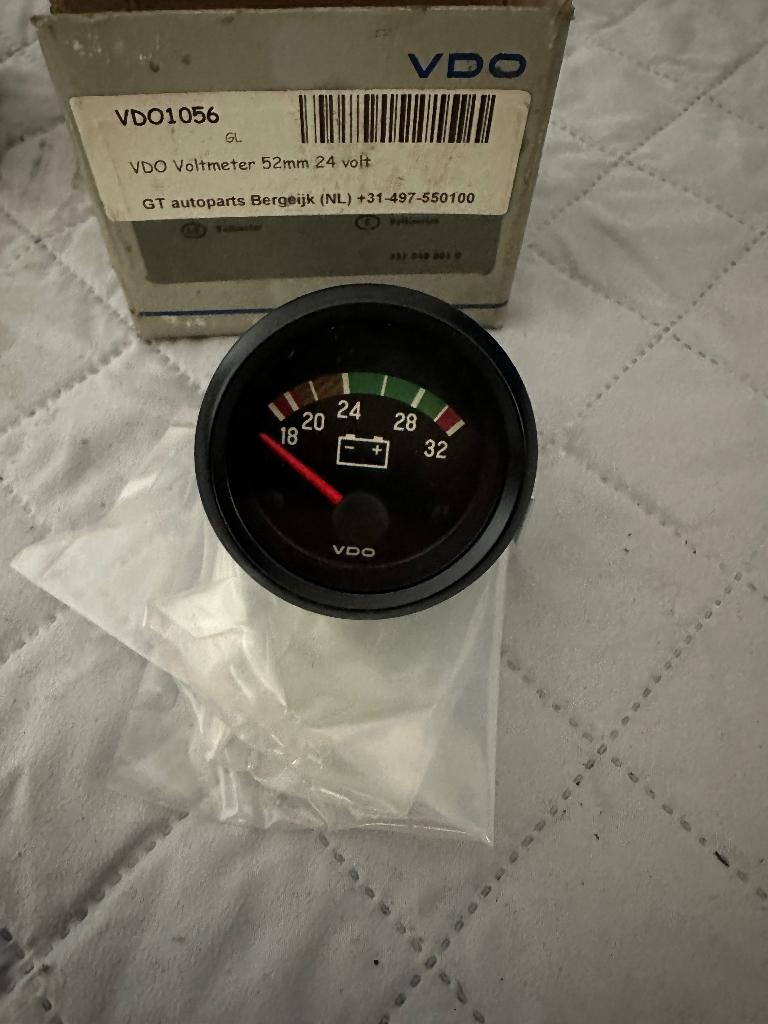 VDO
VDO1056
GL
VDO Voltmeter 52mm 24 volt
GT autoparts Bergeijk (NL) +31-497-550100
18 20 24 28 32
- +
VDO